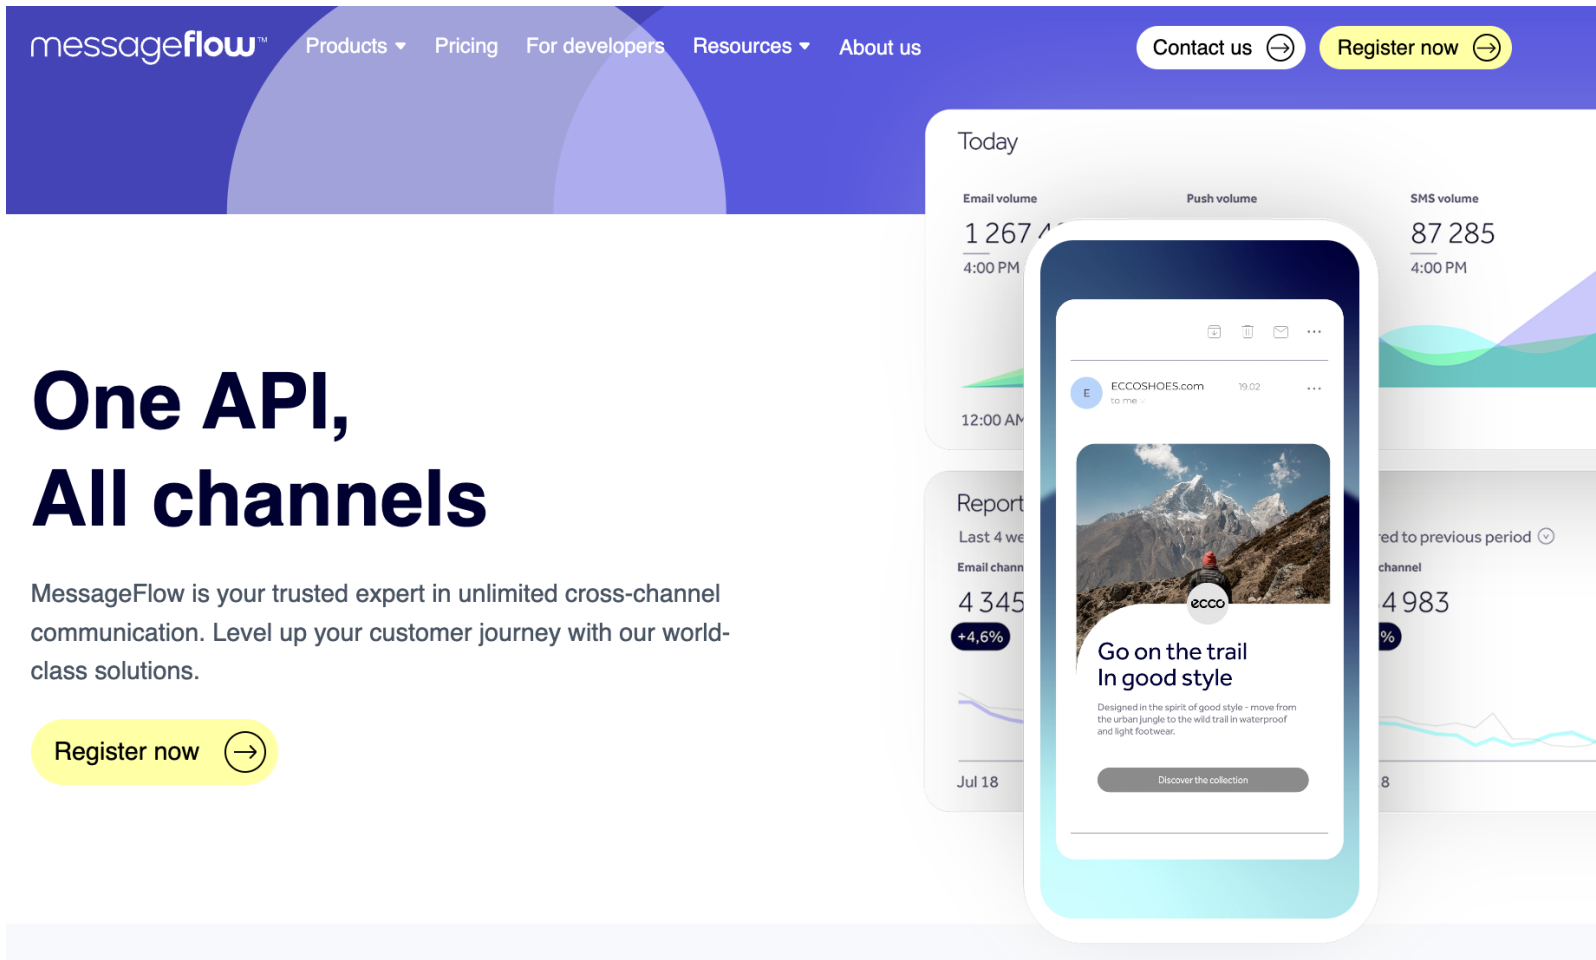 messageflow™
Products
Pricing
For developers
Resources
About us
Contact us
Register now
One API,
All channels
MessageFlow is your trusted expert in unlimited cross-channel
communication. Level up your customer journey with our world-
class solutions.
Register now
Today
Email volume
1 267
4:00 PM
Push volume
SMS volume
87 285
4:00 PM
12:00 AM
Report
Last 4 we
Email chann
4 345
+4,6%
Jul 18
red to previous period
channel
4 983
%
8
E
ECCOSHOES.com
19.02
to me
ecco
Go on the trail
In good style
Designed in the spirit of good style - move from
the urban jungle to the wild trail in waterproof
and light footwear.
Discover the collection